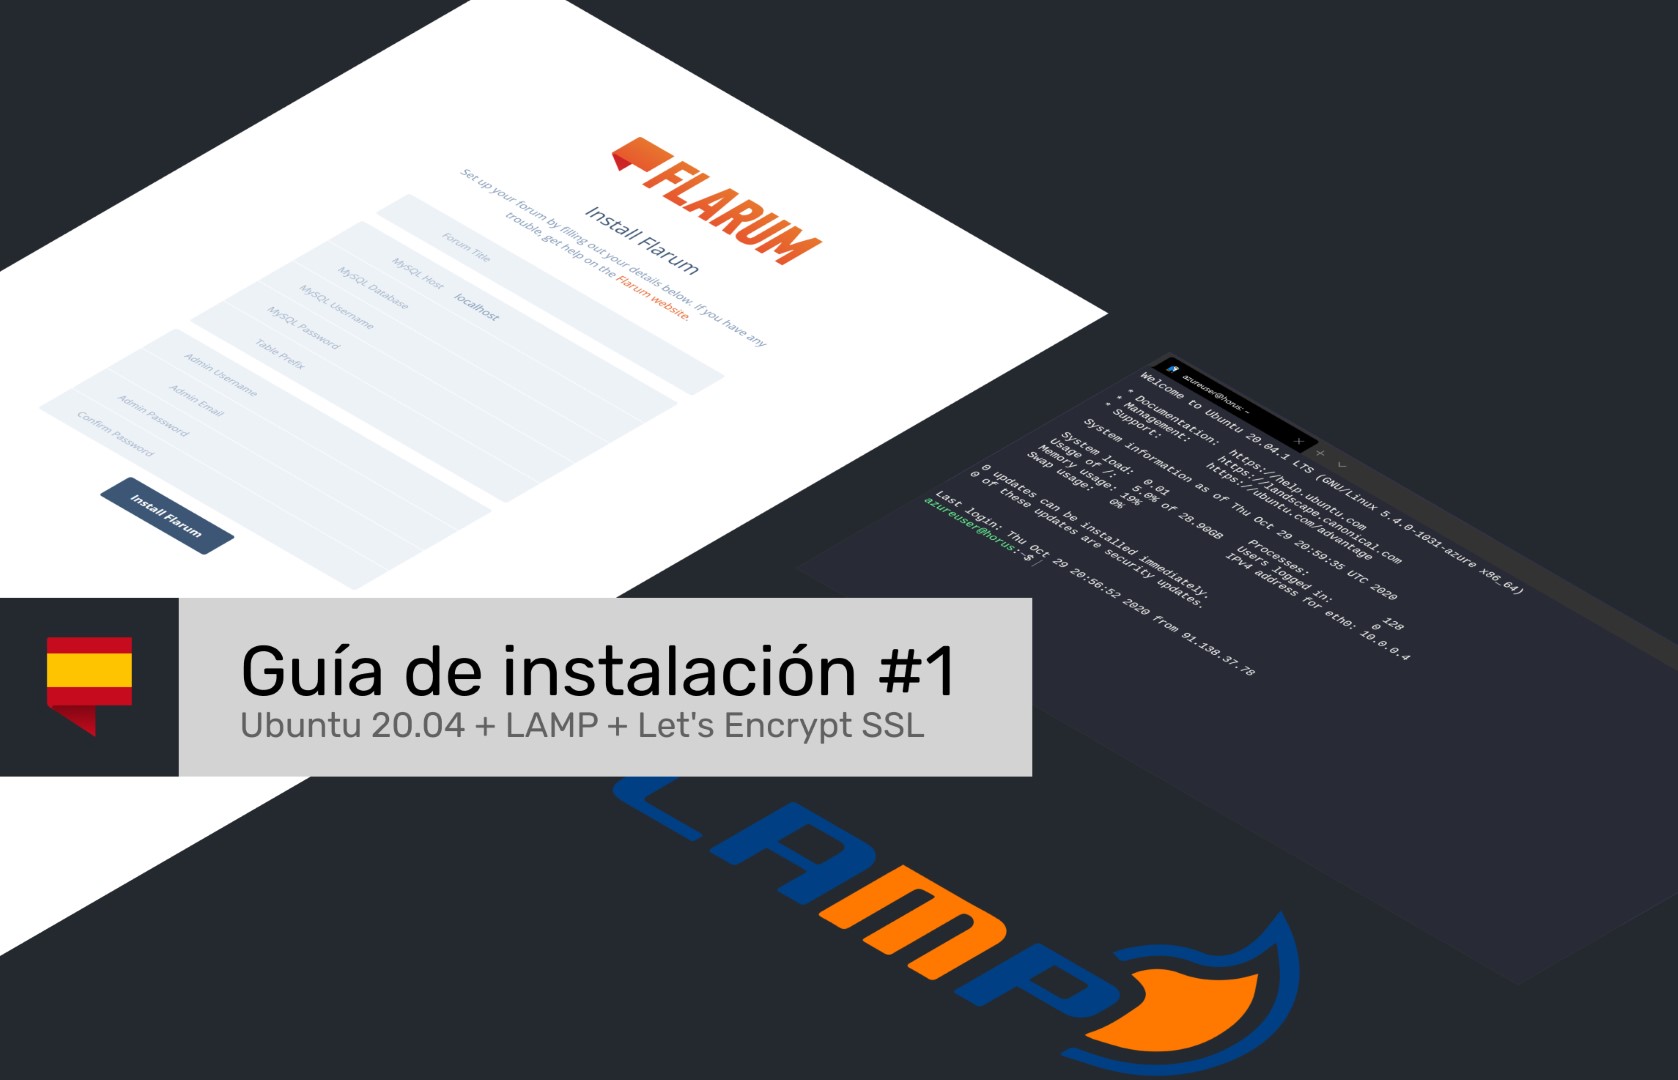 FLARUM
Install Flarum
Set up your forum by filling out your details below. If you have any
trouble, get help on the Flarum website.
Forum Title
MySQL Host localhost
MySQL Database
MySQL Username
MySQL Password
Table Prefix
Admin Username
Admin Email
Admin Password
Confirm Password
Install Flarum
azureuser@horus: ~
Welcome to Ubuntu 20.04.1 LTS (GNU/Linux 5.4.0-1031-azure x86_64)
* Documentation: https://help.ubuntu.com
* Management: https://landscape.canonical.com
* Support: https://ubuntu.com/advantage
System information as of Thu Oct 29 20:59:35 UTC 2020
System load: 0.01 Processes: 128
Usage of /: 5.0% of 28.90GB Users logged in: 0
Memory usage: 19% IPv4 address for eth0: 10.0.0.4
Swap usage: 0%
0 updates can be installed immediately.
0 of these updates are security updates.
Last login: Thu Oct 29 20:56:52 2020 from 91.138.37.78
azureuser@horus:~$
Guía de instalación #1
Ubuntu 20.04 + LAMP + Let's Encrypt SSL
LAMP